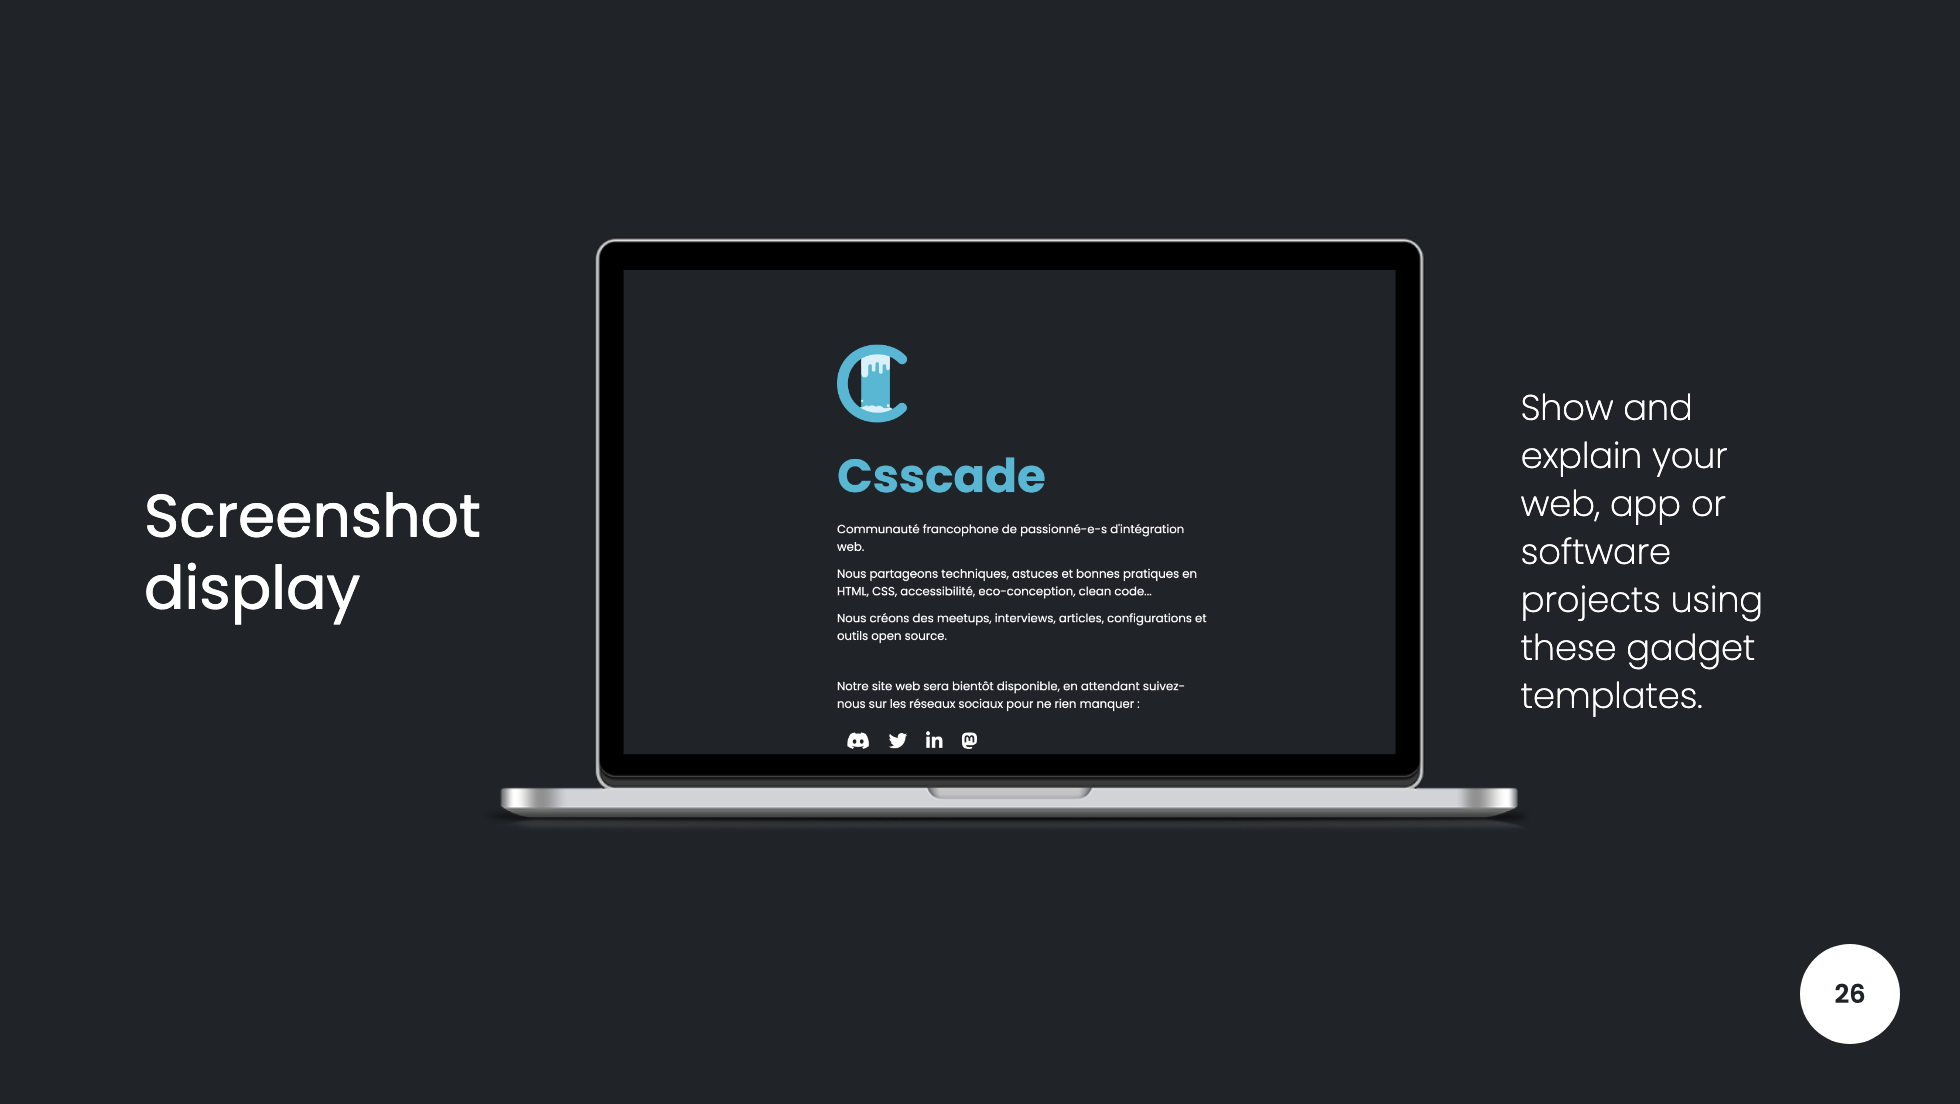 Screenshot
display
Csscade
Communauté francophone de passionné-e-s d'intégration
web.
Nous partageons techniques, astuces et bonnes pratiques en
HTML, CSS, accessibilité, eco-conception, clean code...
Nous créons des meetups, interviews, articles, configurations et
outils open source.
Notre site web sera bientôt disponible, en attendant suivez-
nous sur les réseaux sociaux pour ne rien manquer :
Show and
explain your
web, app or
software
projects using
these gadget
templates.
26